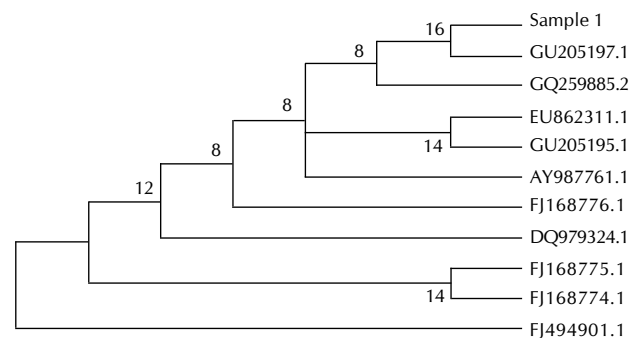 Sample 1
16
GU205197.1
8
GQ259885.2
8
EU862311.1
14
GU205195.1
8
AY987761.1
12
FJ168776.1
DQ979324.1
FJ168775.1
14
FJ168774.1
FJ494901.1